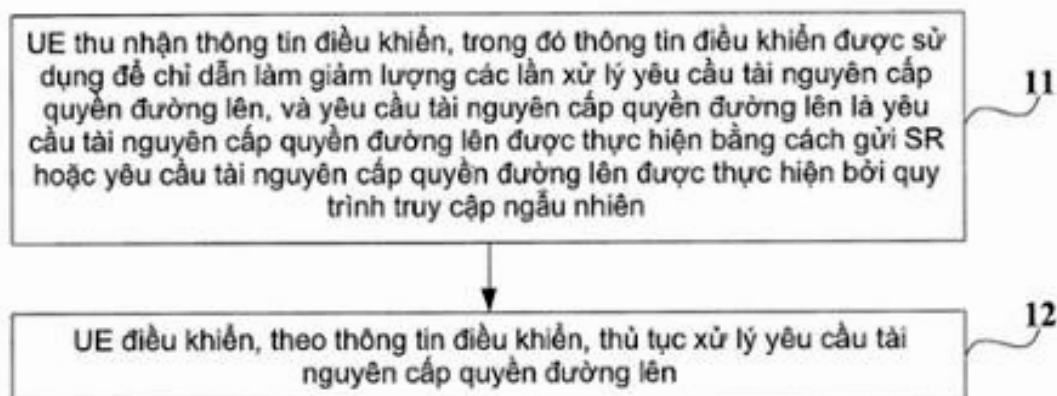 UE thu nhận thông tin điều khiển, trong đó thông tin điều khiển được sử
dụng để chỉ dẫn làm giảm lượng các lần xử lý yêu cầu tài nguyên cấp
quyền đường lên, và yêu cầu tài nguyên cấp quyền đường lên là yêu
cầu tài nguyên cấp quyền đường lên được thực hiện bằng cách gửi SR
hoặc yêu cầu tài nguyên cấp quyền đường lên được thực hiện bởi quy
trình truy cập ngẫu nhiên
11
UE điều khiển, theo thông tin điều khiển, thủ tục xử lý yêu cầu tài
nguyên cấp quyền đường lên
12